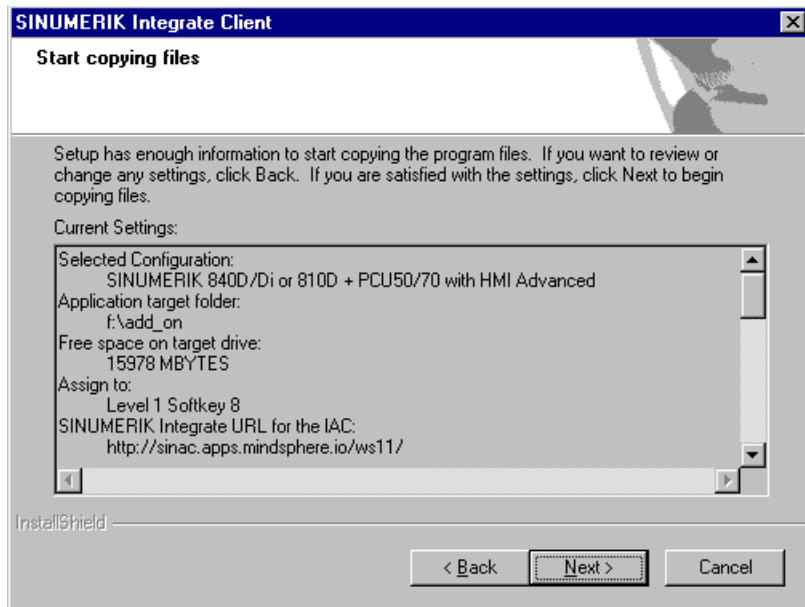 SINUMERIK Integrate Client
Start copying files
Setup has enough information to start copying the program files. If you want to review or
change any settings, click Back. If you are satisfied with the settings, click Next to begin
copying files.
Current Settings:
Selected Configuration:
SINUMERIK 840D/Di or 810D + PCU50/70 with HMI Advanced
Application target folder:
f:\add_on
Free space on target drive:
15978 MBYTES
Assign to:
Level 1 Softkey 8
SINUMERIK Integrate URL for the IAC:
http://sinac.apps.mindsphere.io/ws11/
InstallShield
< Back Next > Cancel